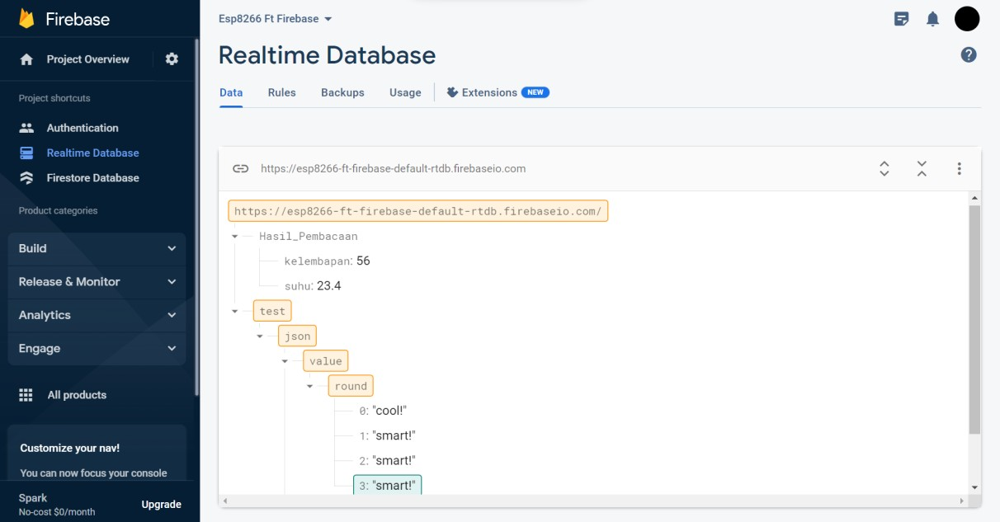 Firebase
Project Overview
Project shortcuts
Authentication
Realtime Database
Firestore Database
Product categories
Build
Release & Monitor
Analytics
Engage
All products
Customize your nav!
You can now focus your console
Spark
No-cost $0/month
Upgrade
Esp8266 Ft Firebase
Realtime Database
Data Rules Backups Usage Extensions NEW
https://esp8266-ft-firebase-default-rtdb.firebaseio.com
https://esp8266-ft-firebase-default-rtdb.firebaseio.com/
Hasil_Pembacaan
kelembapan: 56
suhu: 23.4
test
json
value
round
0: "cool!"
1: "smart!"
2: "smart!"
3: "smart!"